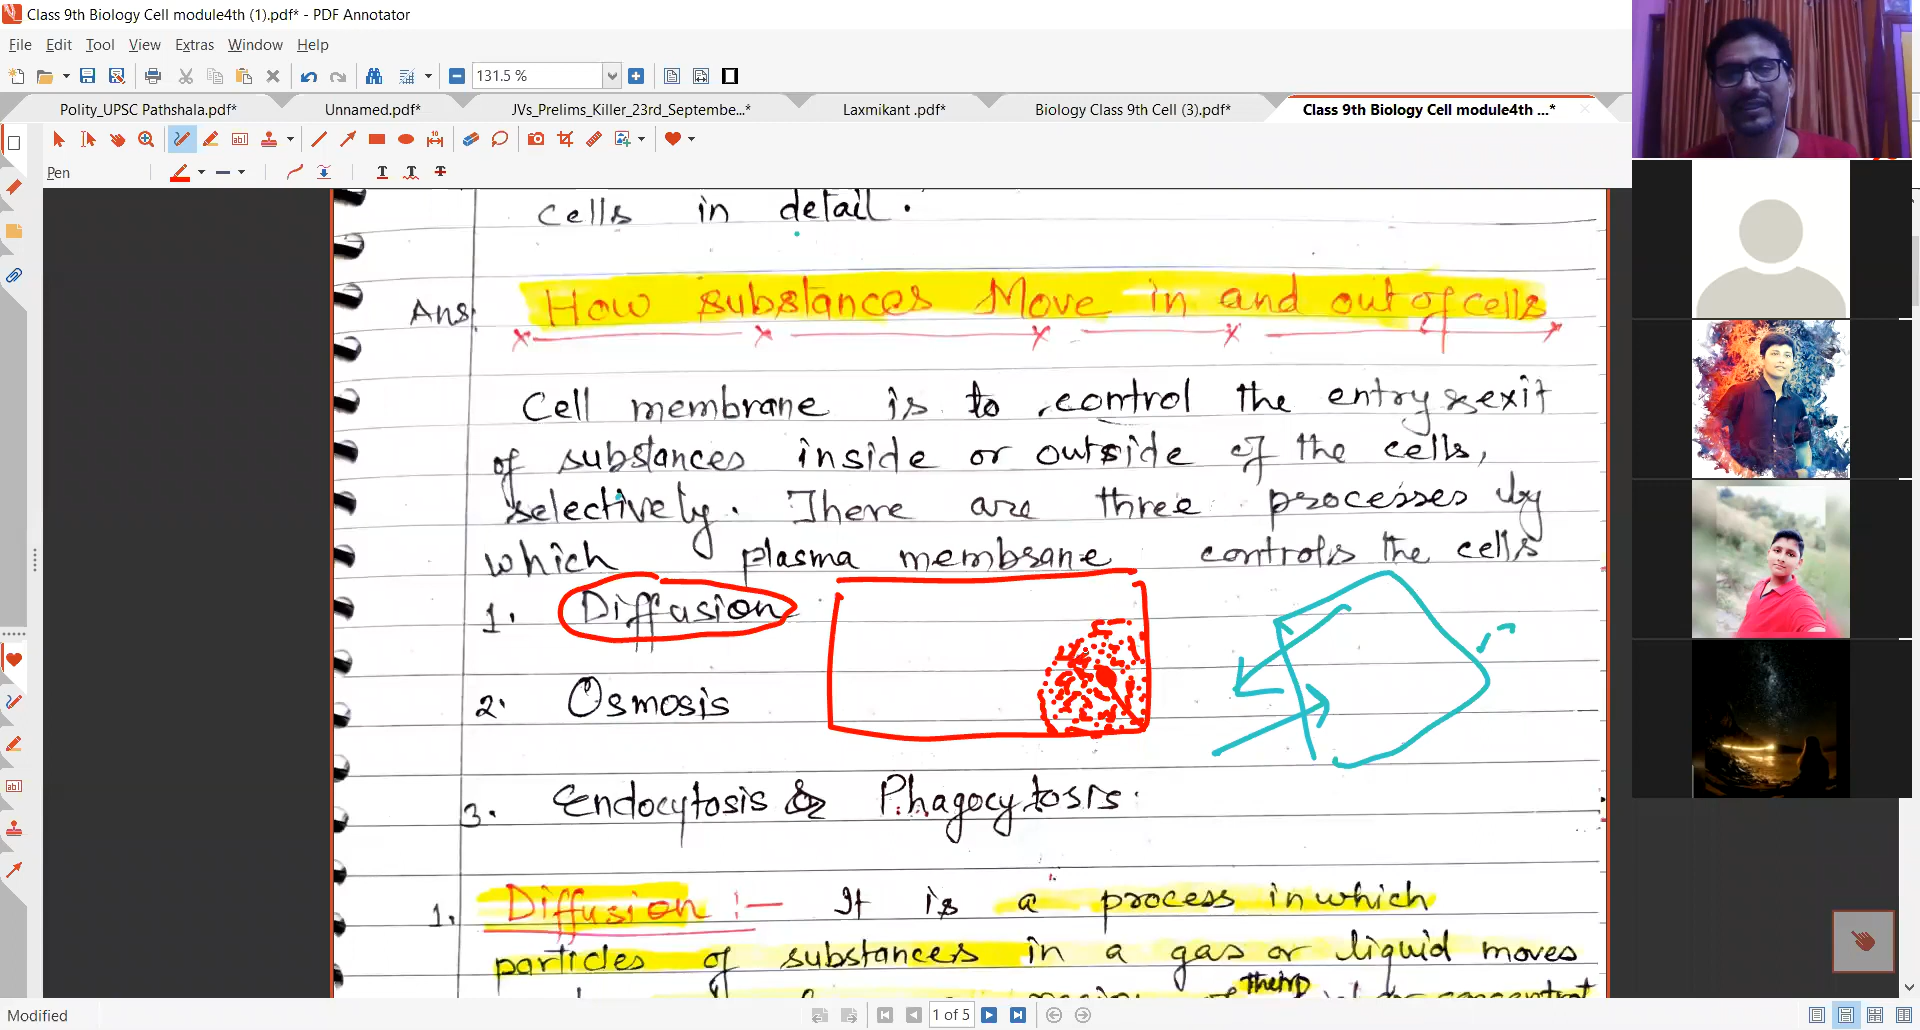 Class 9th Biology Cell module4th (1).pdf* - PDF Annotator
File Edit Tool View Extras Window Help
131.5 %
Polity_UPSC Pathshala.pdf* Unnamed.pdf* JVs_Prelims_Killer_23rd_Septembe...* Laxmikant .pdf* Biology Class 9th Cell (3).pdf* Class 9th Biology Cell module4th ...*
Pen
cells in detail.
Ans. How substances Move in and out of cells
Cell membrane is to control the entry & exit
of substances inside or outside of the cells,
selectively. There are three processes by
which plasma membrane controls the cells
1. Diffusion
2. Osmosis
3. Endocytosis & Phagocytosis.
1. Diffusion :- It is a process in which
particles of substances in a gas or liquid moves
their
Modified
1 of 5